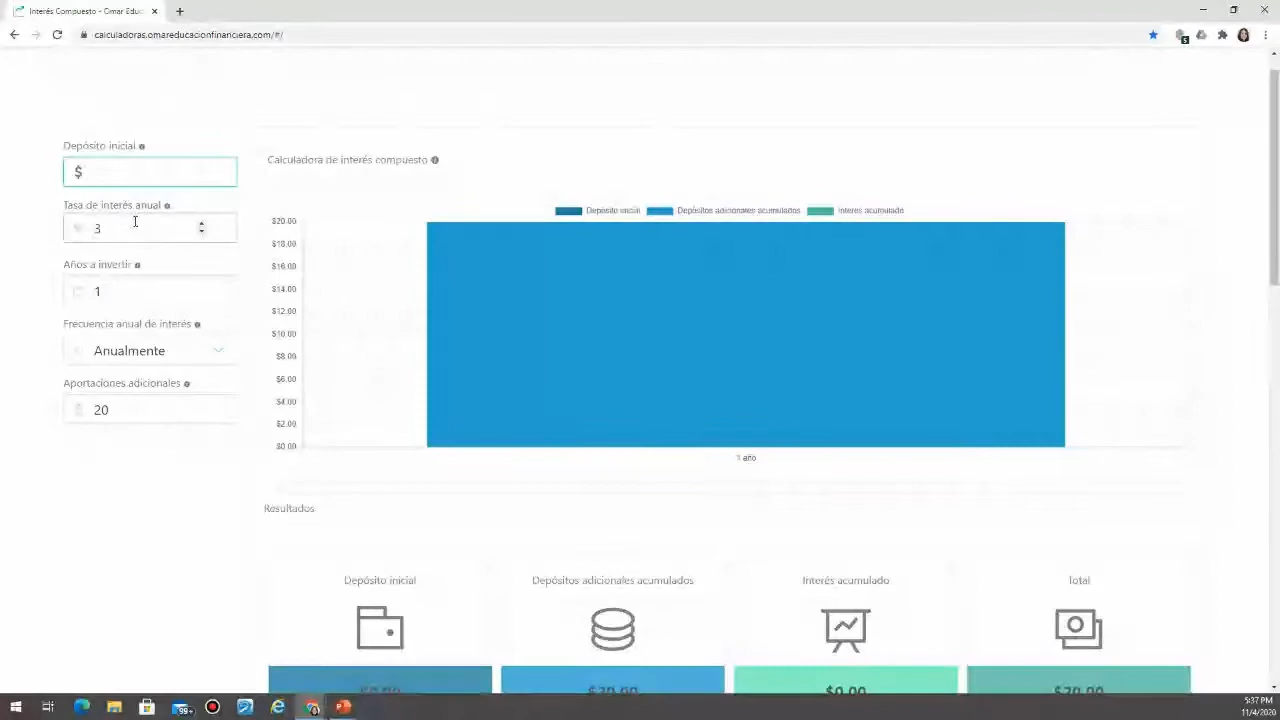 Interés Compuesto - Omar Educ
calculadoras.omareducacionfinanciera.com/#/
Depósito inicial
$
Tasa de interés anual
3
Años a invertir
1
Frecuencia anual de interés
Anualmente
Aportaciones adicionales
20
Calculadora de interés compuesto
Depósito inicial Depósitos adicionales acumulados Interés acumulado
$20.00
$18.00
$16.00
$14.00
$12.00
$10.00
$8.00
$6.00
$4.00
$2.00
$0.00
1 año
Resultados
Depósito inicial Depósitos adicionales acumulados Interés acumulado Total
$0.00 $20.00 $0.00 $20.00
99+
5:37 PM
11/4/2020